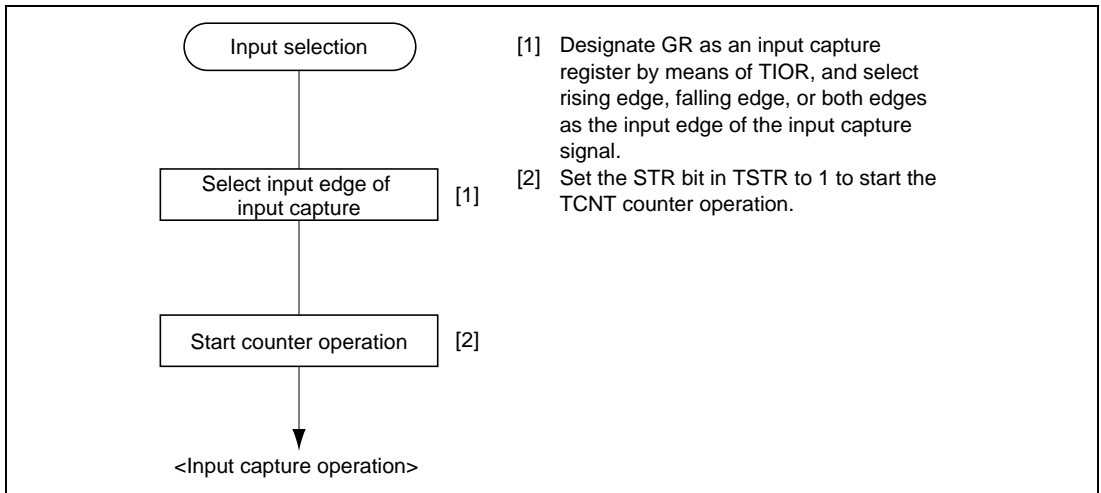 Input selection
Select input edge of
input capture
[1]
Start counter operation
[2]
<Input capture operation>
[1] Designate GR as an input capture
register by means of TIOR, and select
rising edge, falling edge, or both edges
as the input edge of the input capture
signal.
[2] Set the STR bit in TSTR to 1 to start the
TCNT counter operation.